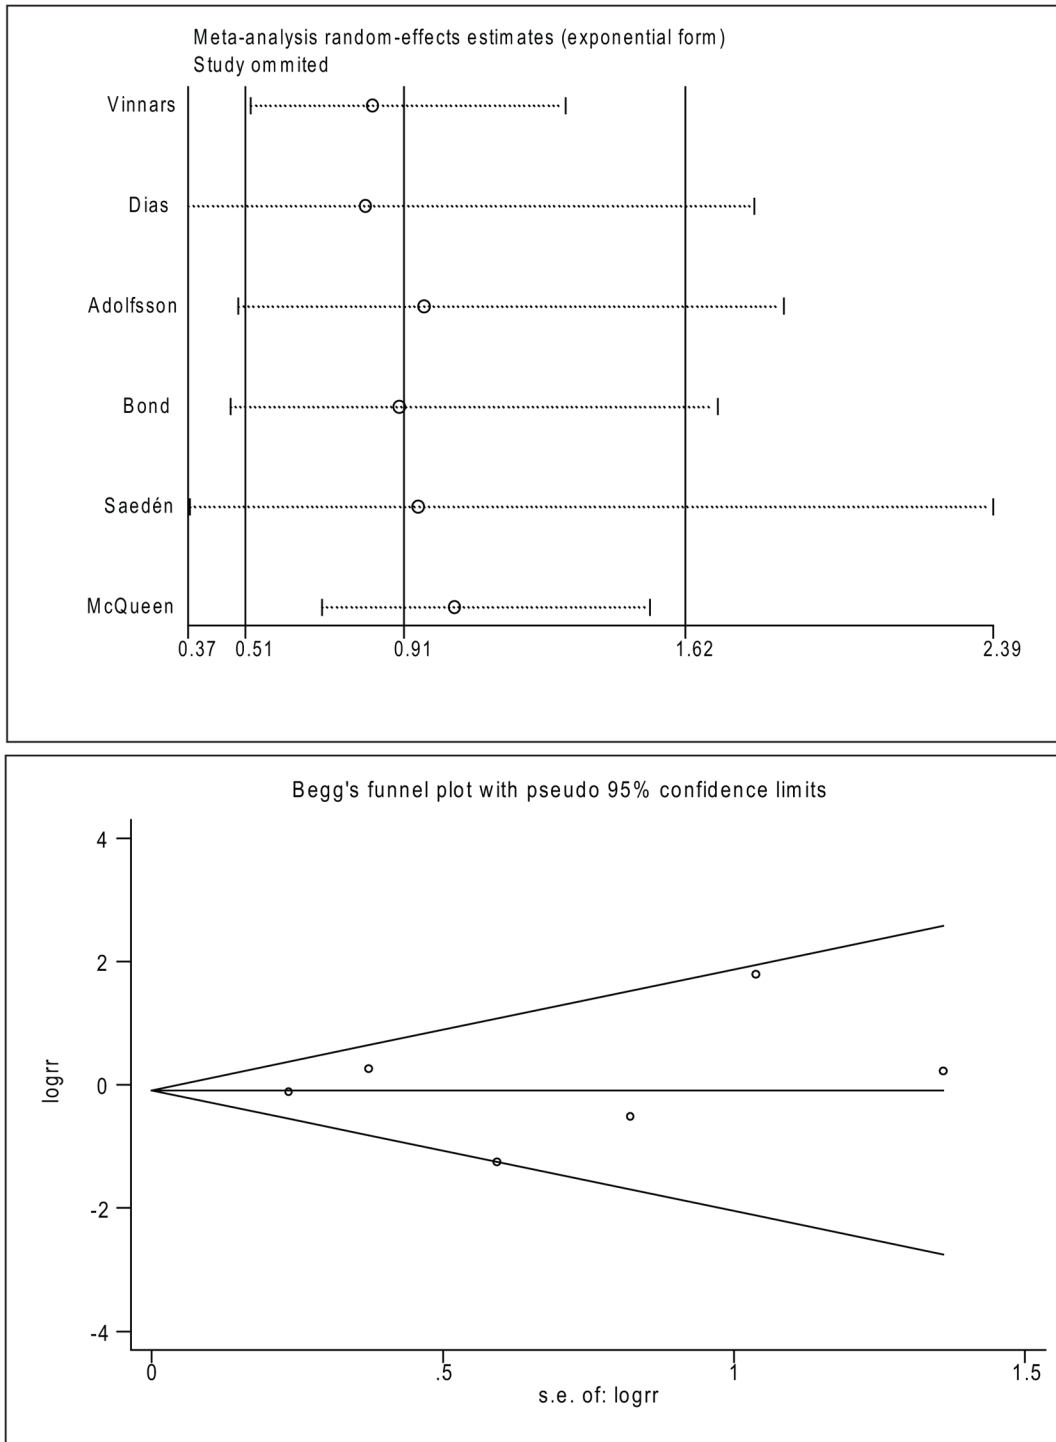 Meta-analysis random-effects estimates (exponential form)
Study ommited
Vinnars
Dias
Adolfsson
Bond
Saedén
McQueen
0.37 0.51 0.91 1.62 2.39
Begg's funnel plot with pseudo 95% confidence limits
4
2
0
-2
-4
logrr
0 .5 1 1.5
s.e. of: logrr